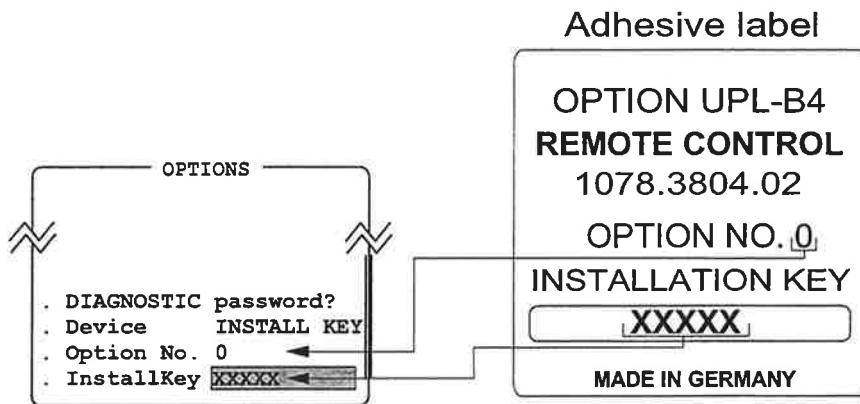 Adhesive label
OPTION UPL-B4
REMOTE CONTROL
1078.3804.02
OPTION NO. 0
INSTALLATION KEY
XXXXX
MADE IN GERMANY
OPTIONS
. DIAGNOSTIC password?
. Device INSTALL KEY
. Option No. 0
. InstallKey XXXXX